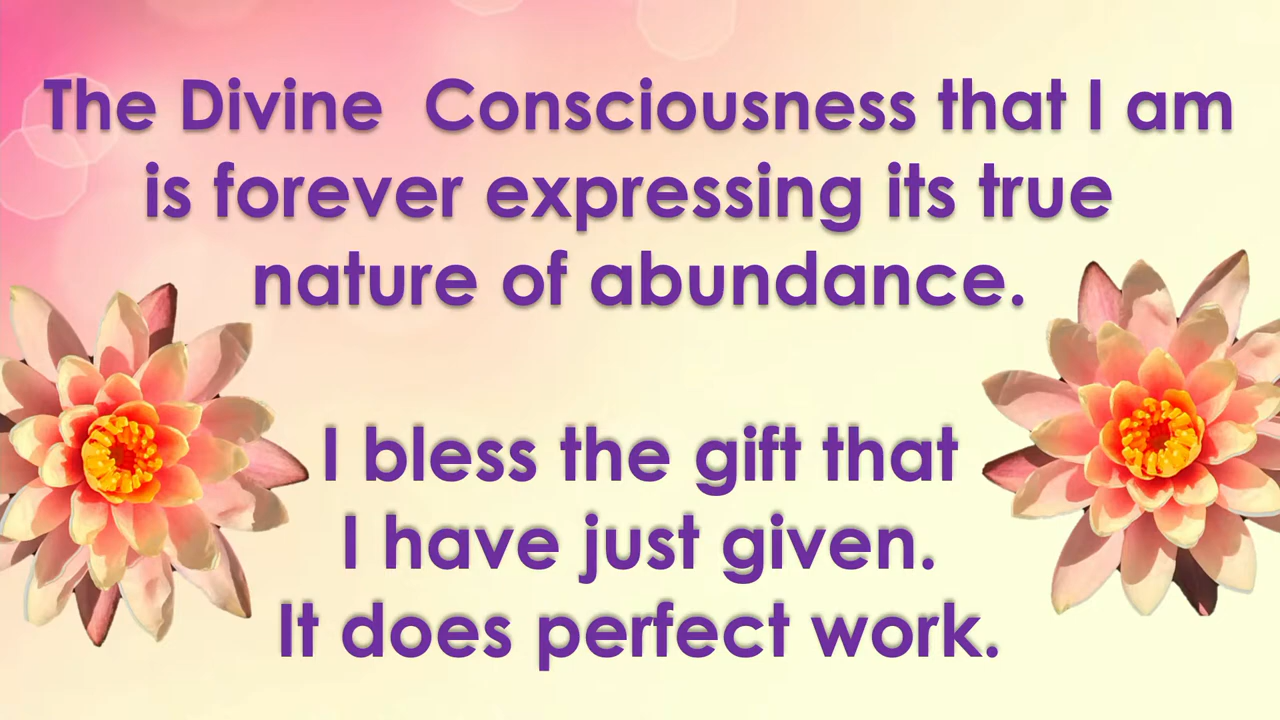 The Divine  Consciousness that I am
is forever expressing its true
nature of abundance.
I bless the gift that
I have just given.
It does perfect work.